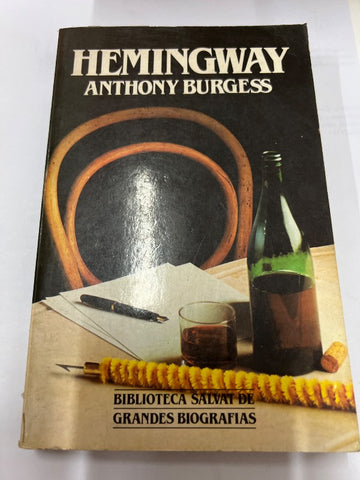 HEMINGWAY
ANTHONY BURGESS
BIBLIOTECA SALVAT DE
GRANDES BIOGRAFIAS